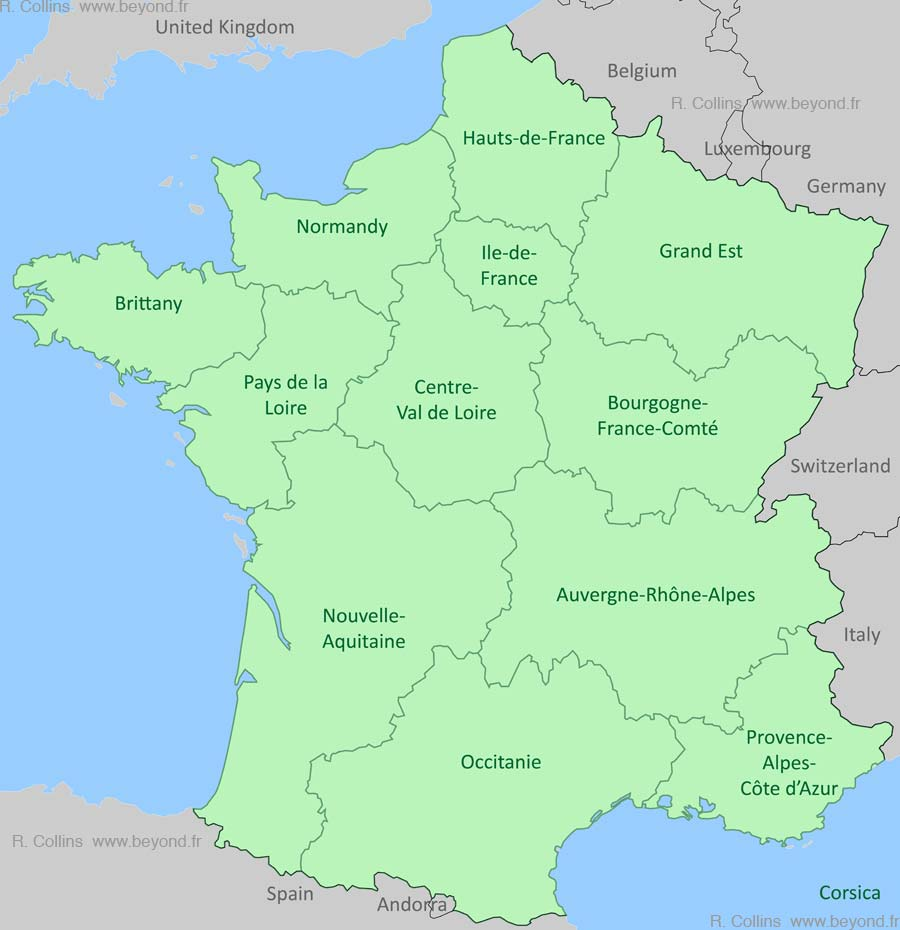 R. Collins www.beyond.fr
United Kingdom
Belgium
R. Collins www.beyond.fr
Hauts-de-France
Luxembourg
Germany
Normandy
Ile-de-
France
Grand Est
Brittany
Pays de la
Loire
Centre-
Val de Loire
Bourgogne-
France-Comté
Switzerland
Auvergne-Rhône-Alpes
Nouvelle-
Aquitaine
Italy
Provence-
Alpes-
Côte d’Azur
Occitanie
R. Collins www.beyond.fr
Spain
Andorra
Corsica
R. Collins www.beyond.fr